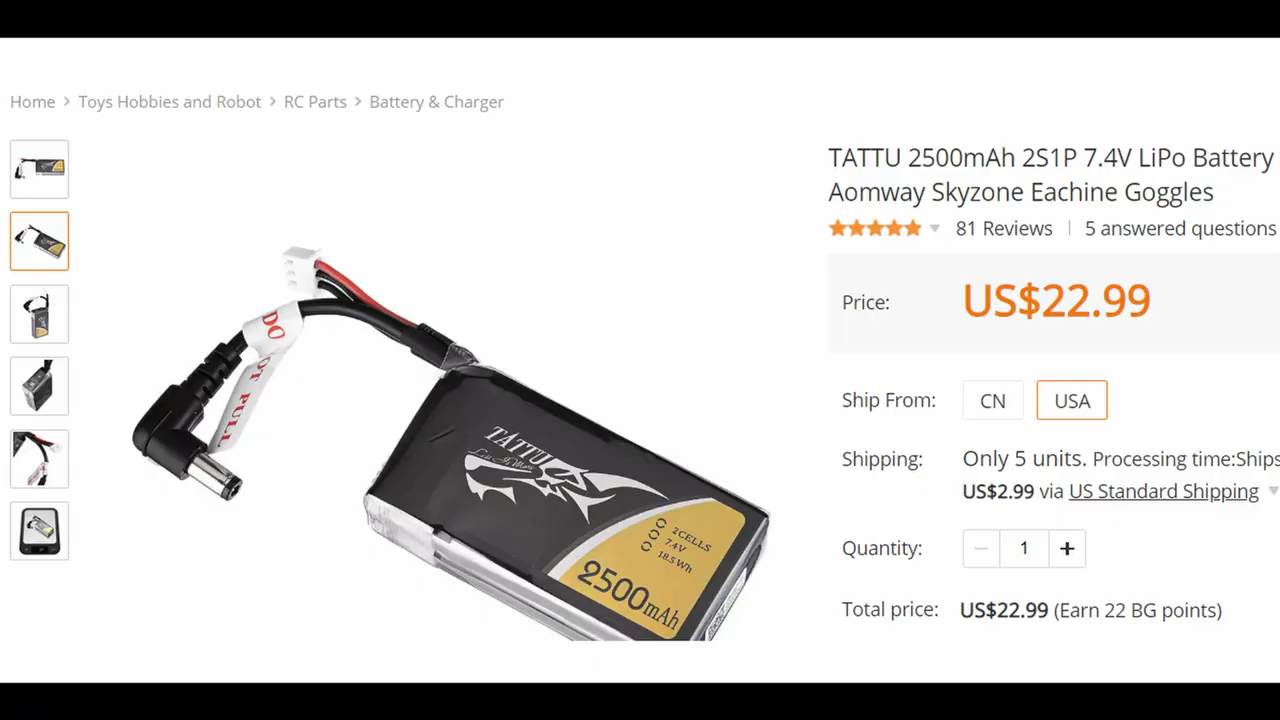 Home > Toys Hobbies and Robot > RC Parts > Battery & Charger
TATTU 2500mAh 2S1P 7.4V LiPo Battery
Aomway Skyzone Eachine Goggles
81 Reviews | 5 answered questions
Price: US$22.99
Ship From: CN USA
Shipping: Only 5 units. Processing time:Ships
US$2.99 via US Standard Shipping
Quantity: − 1 +
Total price: US$22.99 (Earn 22 BG points)
DO
OT PULL
TATTU
2CELLS
7.4V
18.5Wh
2500mAh